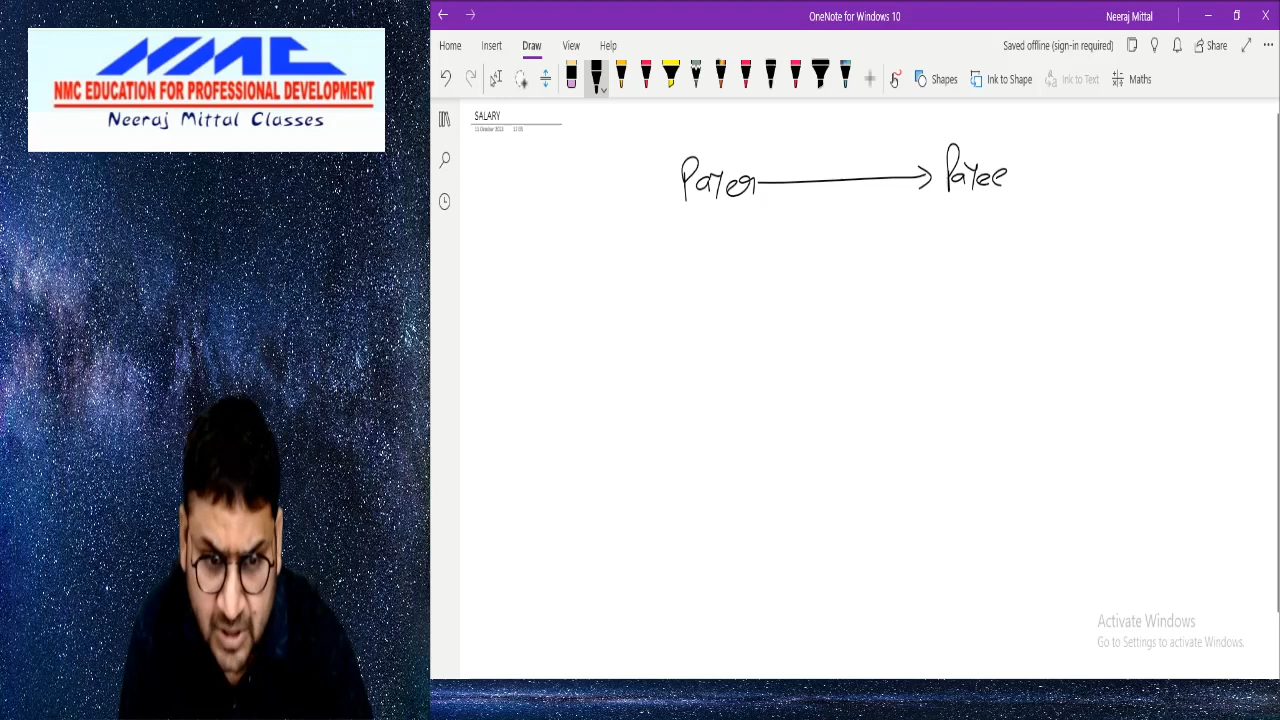 NMC
NMC EDUCATION FOR PROFESSIONAL DEVELOPMENT
Neeraj Mittal Classes
OneNote for Windows 10
Neeraj Mittal
Home Insert Draw View Help
Saved offline (sign-in required)
Share
Shapes
Ink to Shape
Ink to Text
Maths
SALARY
Payer
Payee
Activate Windows
Go to Settings to activate Windows.